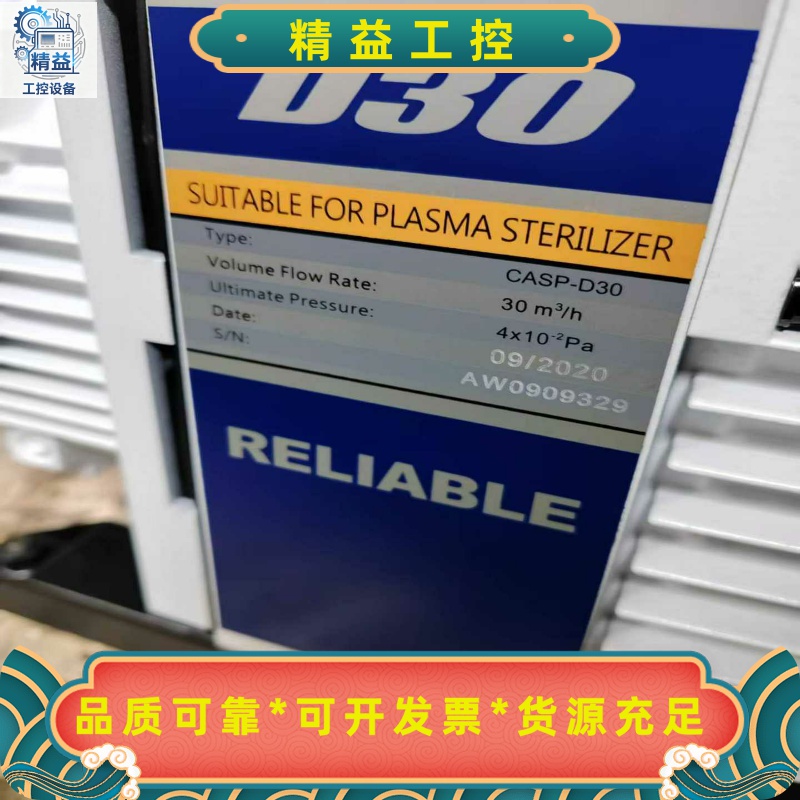 精益
工控设备
· 精益工控 ·
D30
SUITABLE FOR PLASMA STERILIZER
Type: CASP-D30
Volume Flow Rate: 30 m³/h
Ultimate Pressure: 4x10⁻²Pa
Date: 09/2020
S/N: AW0909329
RELIABLE
品质可靠*可开发票*货源充足